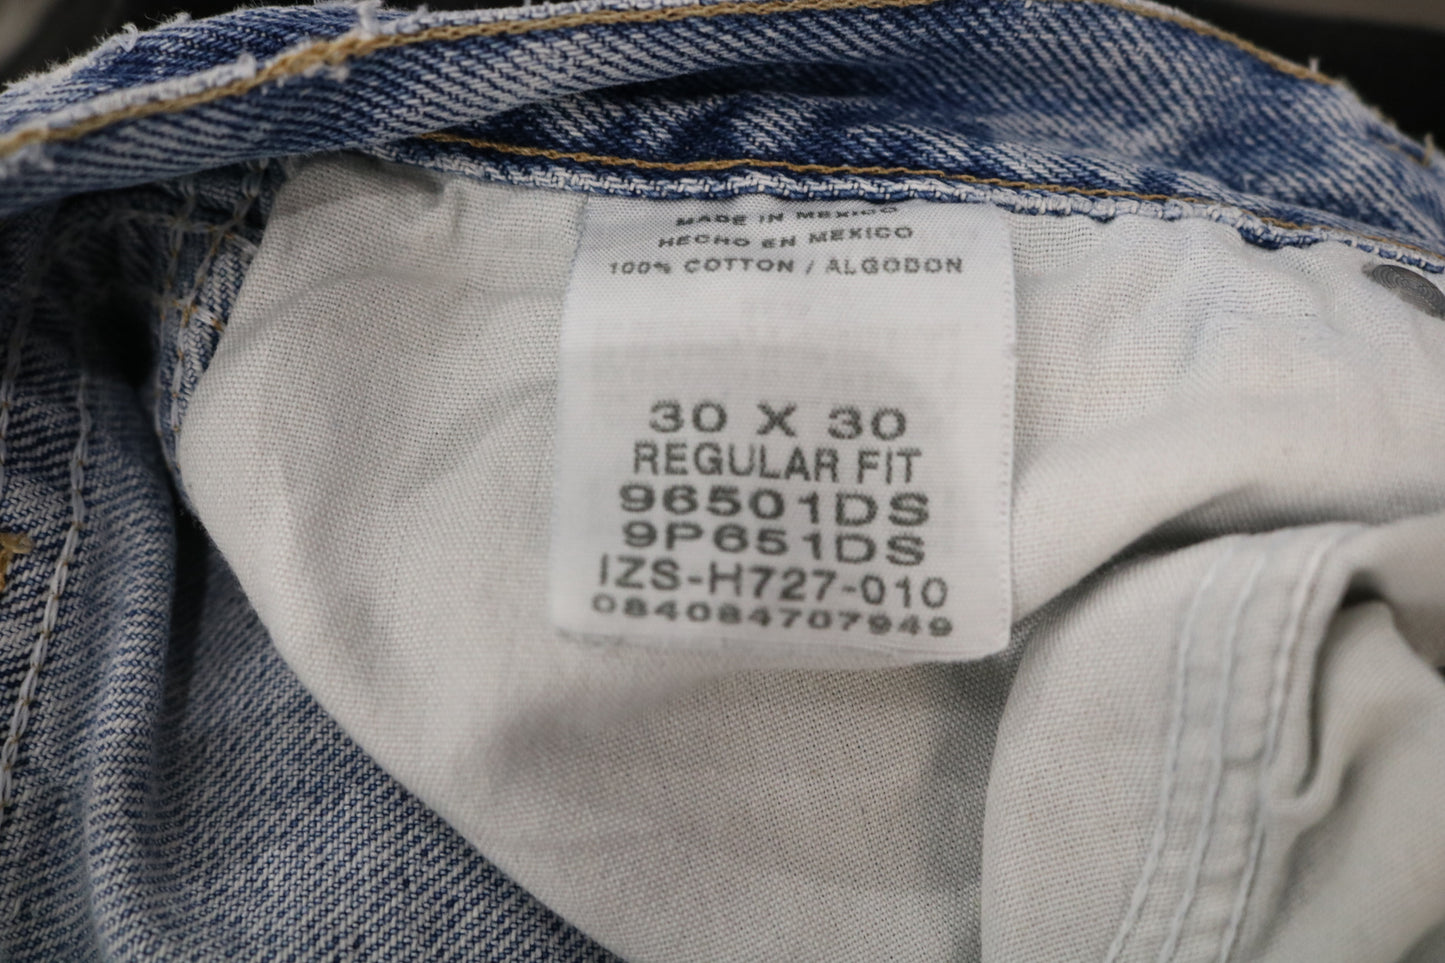 MADE IN MEXICO
HECHO EN MEXICO
100% COTTON / ALGODON
30 X 30
REGULAR FIT
96501DS
9P651DS
IZS-H727-010
084084707949